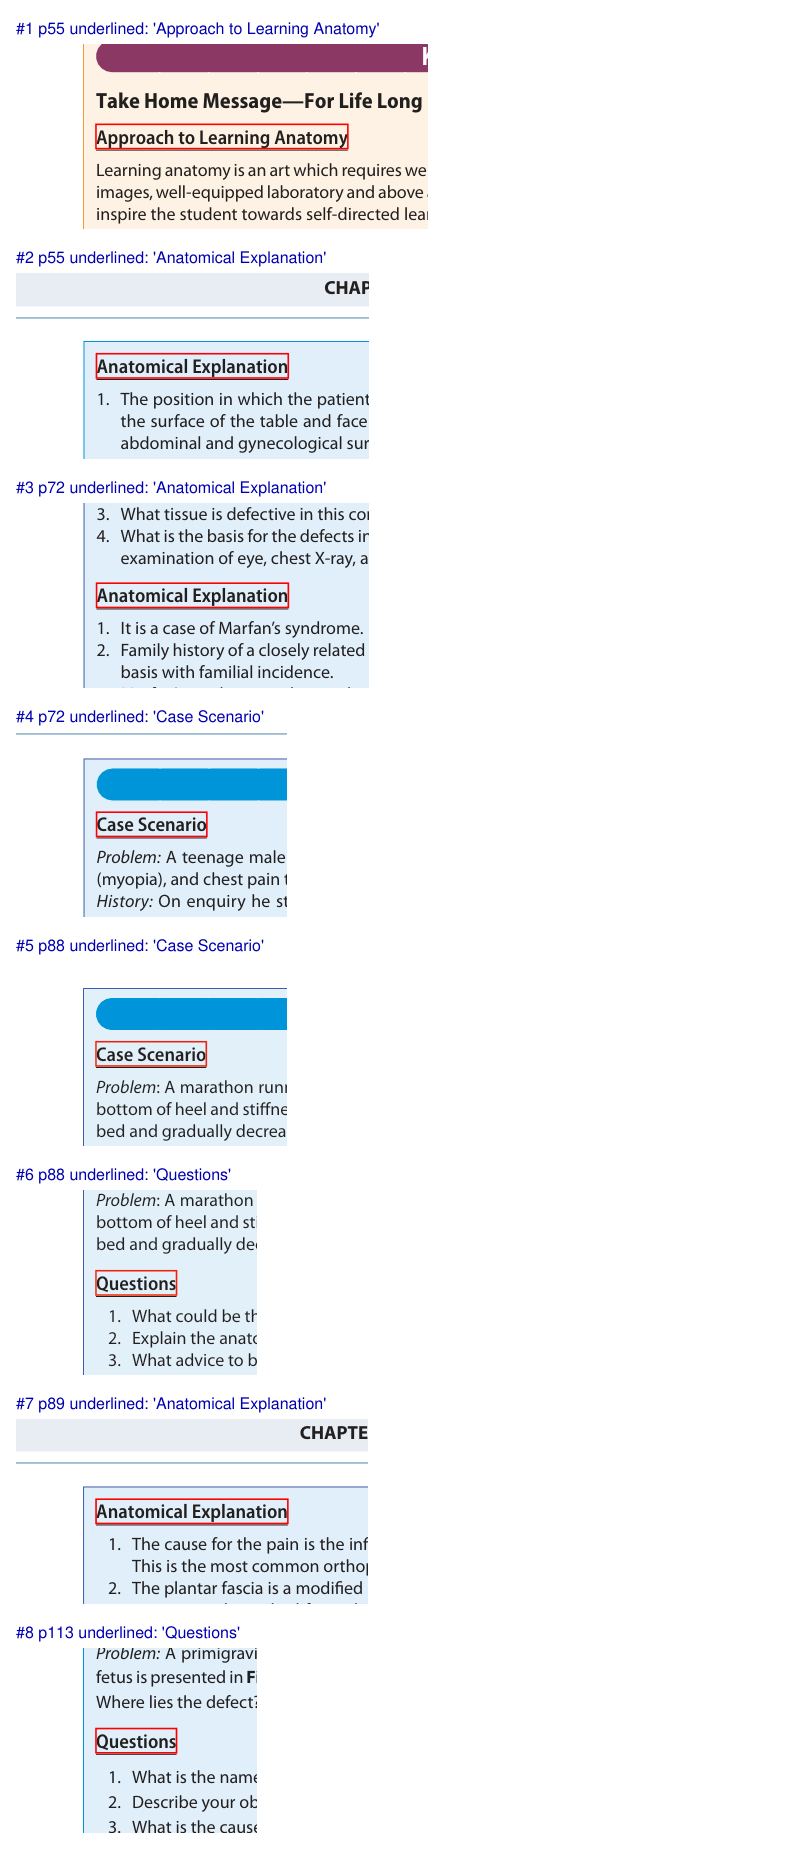 #1 p55 underlined: 'Approach to Learning Anatomy'
Take Home Message—For Life Long
Approach to Learning Anatomy
Learning anatomy is an art which requires we
images, well-equipped laboratory and above
inspire the student towards self-directed lear
#2 p55 underlined: 'Anatomical Explanation'
CHAP
Anatomical Explanation
1. The position in which the patient
the surface of the table and face
abdominal and gynecological sur
#3 p72 underlined: 'Anatomical Explanation'
3. What tissue is defective in this cor
4. What is the basis for the defects in
examination of eye, chest X-ray, a
Anatomical Explanation
1. It is a case of Marfan’s syndrome.
2. Family history of a closely related
basis with familial incidence.
#4 p72 underlined: 'Case Scenario'
Case Scenario
Problem: A teenage male
(myopia), and chest pain t
History: On enquiry he st
#5 p88 underlined: 'Case Scenario'
Case Scenario
Problem: A marathon runn
bottom of heel and stiffne
bed and gradually decrea
#6 p88 underlined: 'Questions'
Problem: A marathon
bottom of heel and sti
bed and gradually dec
Questions
1. What could be th
2. Explain the anato
3. What advice to b
#7 p89 underlined: 'Anatomical Explanation'
CHAPTE
Anatomical Explanation
1. The cause for the pain is the inf
This is the most common orthop
2. The plantar fascia is a modified
#8 p113 underlined: 'Questions'
Problem: A primigravi
fetus is presented in Fi
Where lies the defect?
Questions
1. What is the name
2. Describe your ob
3. What is the cause